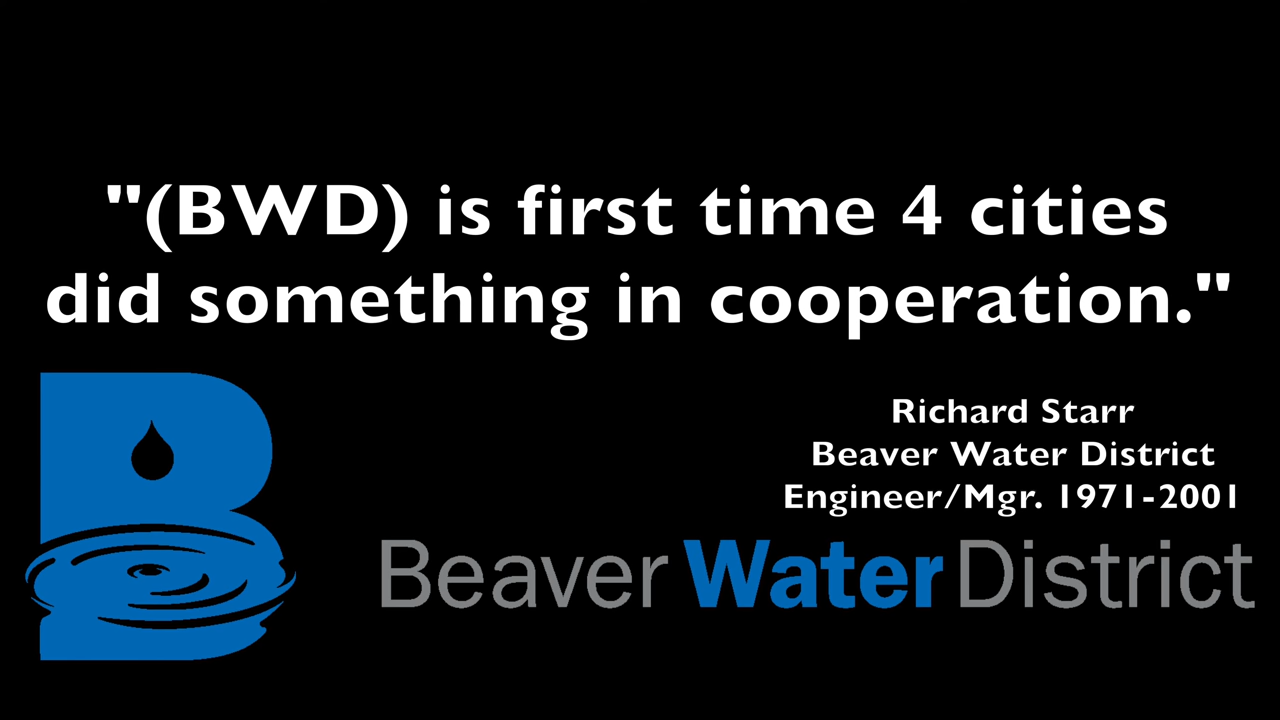 "(BWD) is first time 4 cities
did something in cooperation."
Richard Starr
Beaver Water District
Engineer/Mgr. 1971-2001
Beaver Water District